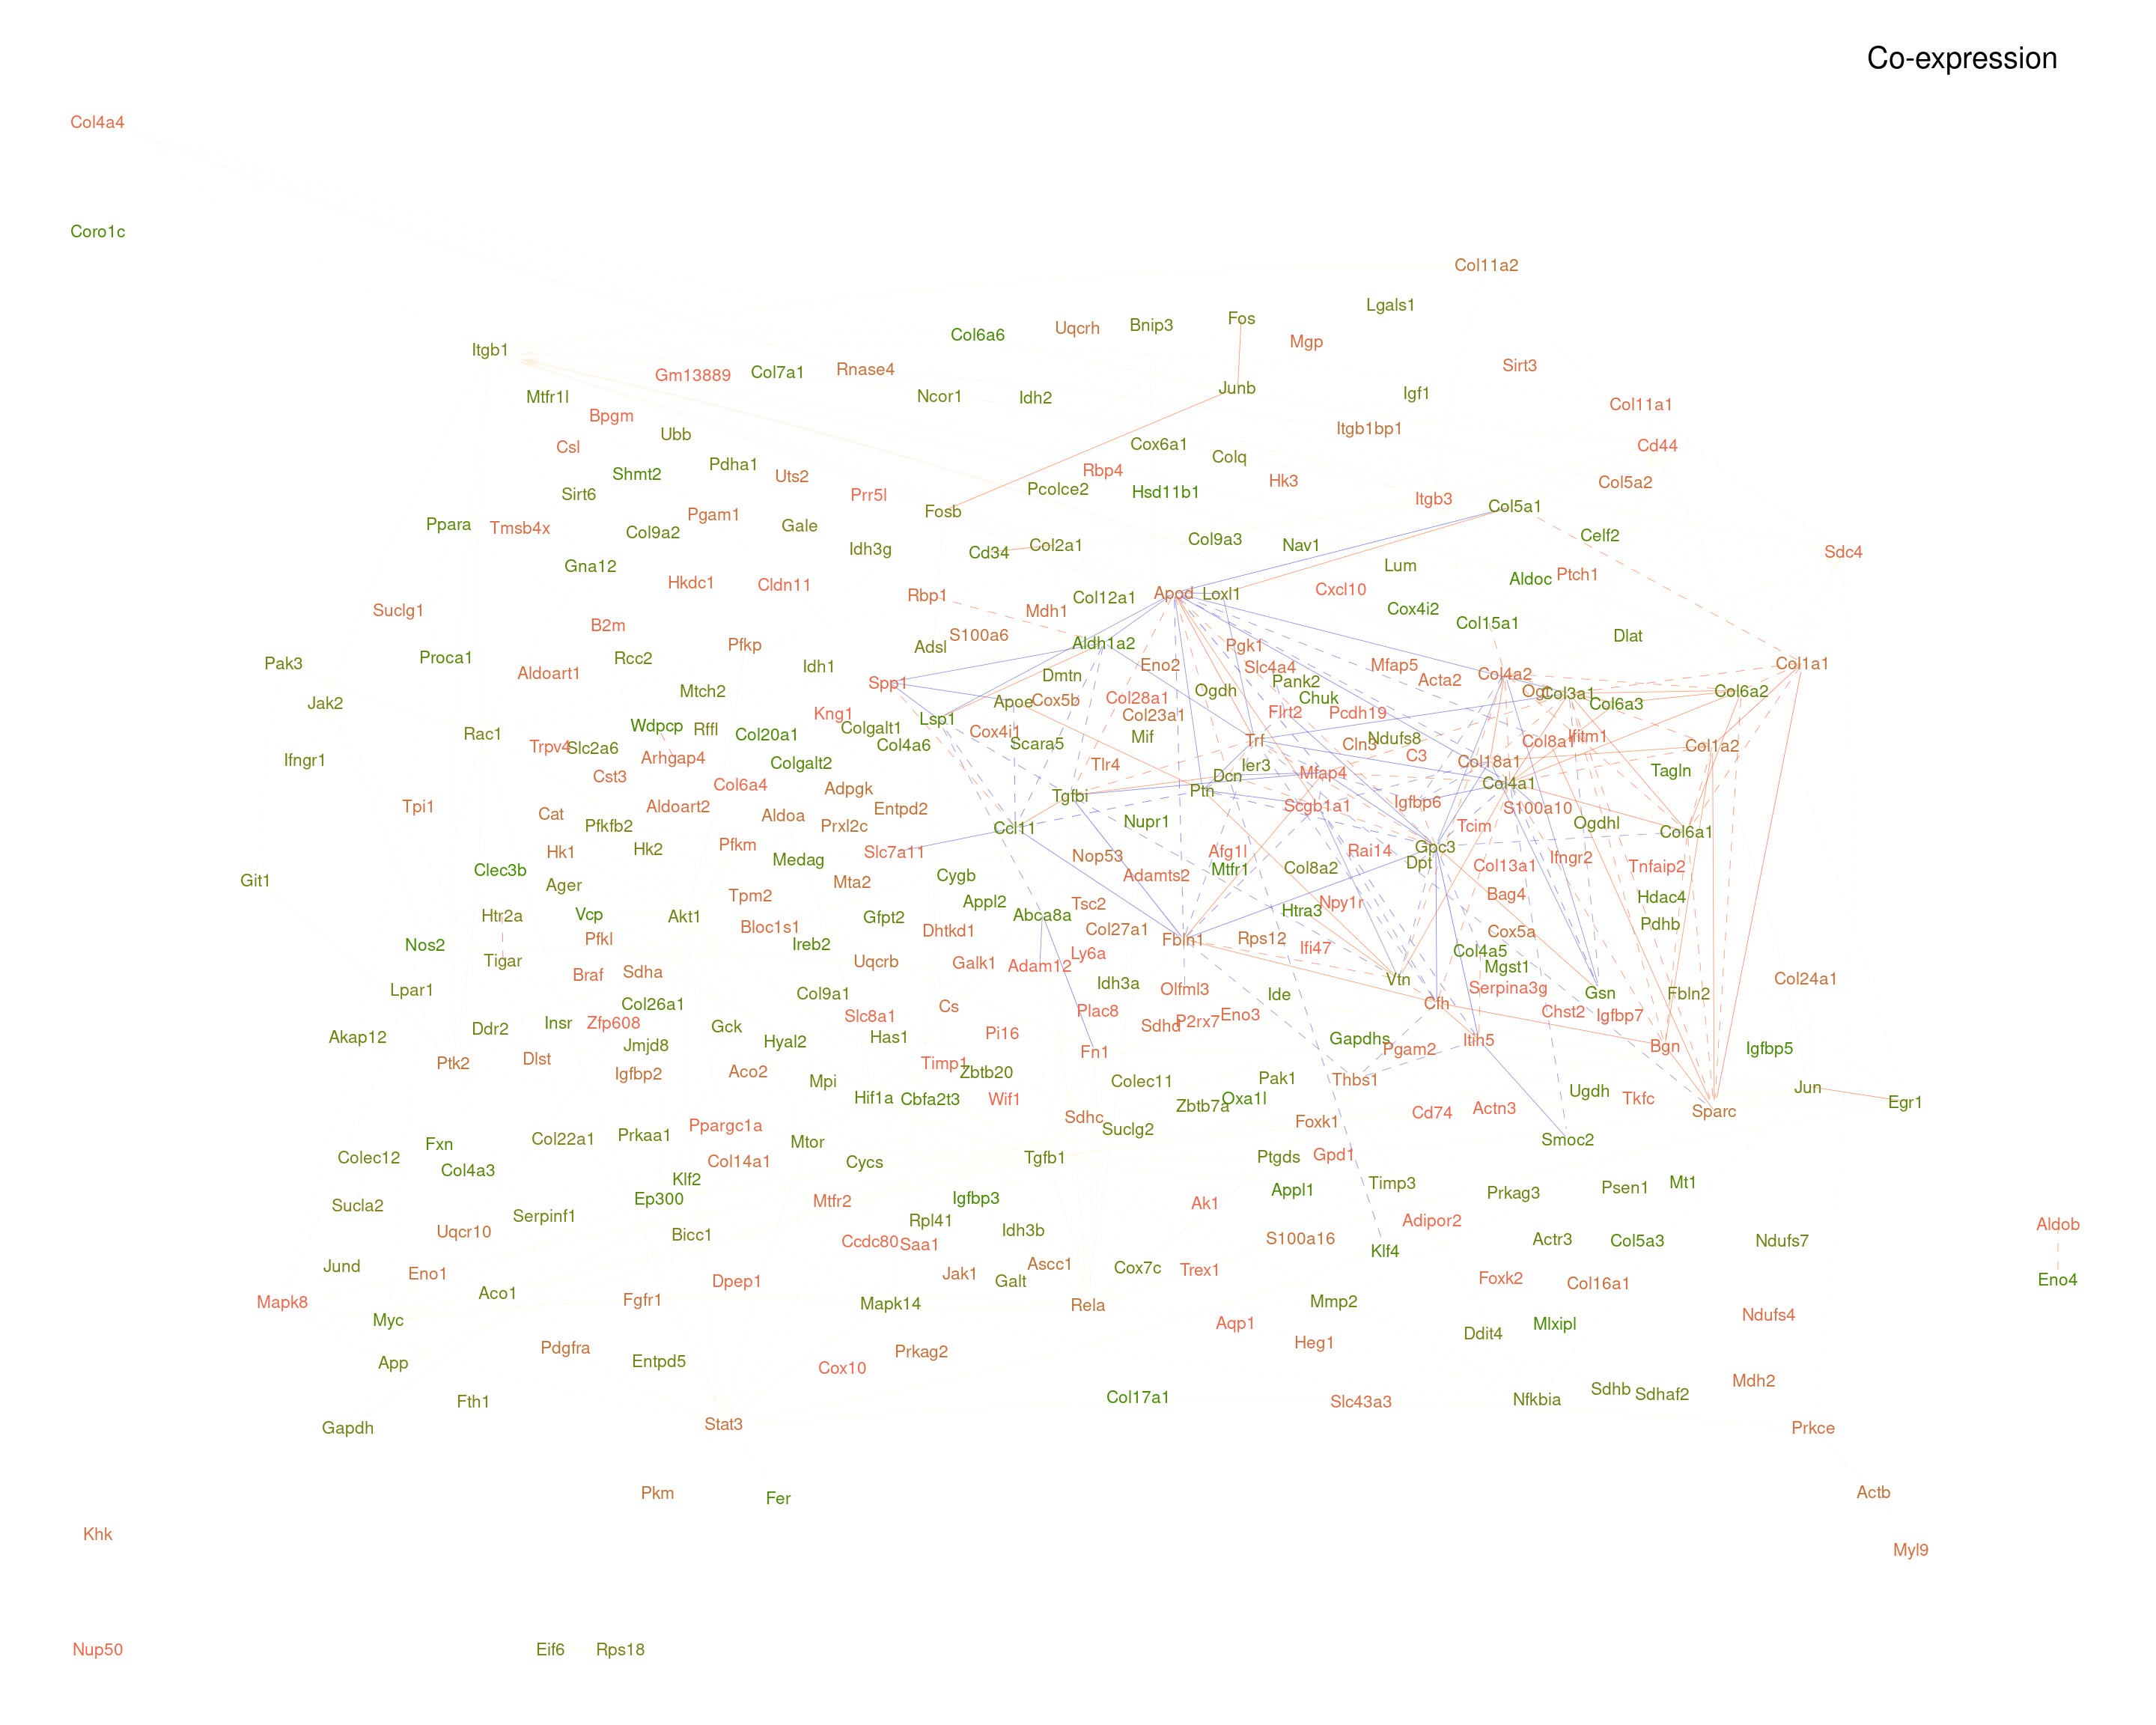 Co-expression
Col4a4
Coro1c
Col11a2
Lgals1
Fos
Bnip3
Uqcrh
Col6a6
Mgp
Itgb1
Sirt3
Rnase4
Col7a1
Gm13889
Junb
Igf1
Mtfr1l
Ncor1
Idh2
Col11a1
Bpgm
Itgb1bp1
Ubb
Csl
Cox6a1
Cd44
Colq
Pdha1
Rbp4
Shmt2
Uts2
Hk3
Col5a2
Pcolce2
Hsd11b1
Sirt6
Prr5l
Itgb3
Col5a1
Fosb
Pgam1
Ppara
Tmsb4x
Gale
Col9a2
Celf2
Col9a3
Nav1
Col2a1
Idh3g
Cd34
Sdc4
Gna12
Lum
Ptch1
Aldoc
Hkdc1
Cldn11
Cxcl10
Apod
Loxl1
Rbp1
Col12a1
Suclg1
Mdh1
Cox4i2
Col15a1
B2m
S100a6
Dlat
Aldh1a2
Adsl
Pfkp
Pgk1
Proca1
Rcc2
Pak3
Idh1
Eno2
Slc4a4
Mfap5
Col1a1
Aldoart1
Dmtn
Col4a2
Spp1
Pank2
Acta2
Mtch2
Ogdh
Col3a1
Col6a2
Jak2
Apoe
Cox5b
Col28a1
Chuk
Col6a3
Kng1
Lsp1
Col23a1
Flrt2
Pcdh19
Wdpcp
Rffl
Colgalt1
Rac1
Cox4i1
Col20a1
Mif
Ifitm1
Trpv4
Slc2a6
Col4a6
Scara5
Trf
Cln3
Ndufs8
Col8a1
Col1a2
Ifngr1
Arhgap4
Colgalt2
C3
Col18a1
Tlr4
Ier3
Cst3
Dcn
Mfap4
Tagln
Col6a4
Adpgk
Ptn
Col4a1
Tgfbi
Tpi1
Aldoart2
Entpd2
Scgb1a1
Igfbp6
S100a10
Cat
Aldoa
Pfkfb2
Prxl2c
Ccl11
Nupr1
Tcim
Ogdhl
Col6a1
Hk1
Hk2
Pfkm
Medag
Slc7a11
Nop53
Afg1l
Rai14
Gpc3
Ifngr2
Clec3b
Mtfr1
Col8a2
Dpt
Col13a1
Tnfaip2
Git1
Ager
Mta2
Cygb
Adamts2
Tpm2
Bag4
Hdac4
Htr2a
Vcp
Akt1
Gfpt2
Appl2
Abca8a
Tsc2
Htra3
Npy1r
Bloc1s1
Dhtkd1
Col27a1
Pdhb
Cox5a
Nos2
Pfkl
Ireb2
Fbln1
Rps12
Ifi47
Col4a5
Tigar
Uqcrb
Galk1
Adam12
Ly6a
Mgst1
Braf
Sdha
Idh3a
Vtn
Col24a1
Lpar1
Col9a1
Olfml3
Ide
Serpina3g
Gsn
Fbln2
Col26a1
Cs
Cfh
Plac8
Chst2
Igfbp7
Akap12
Ddr2
Insr
Zfp608
Gck
Slc8a1
Sdhd
P2rx7
Eno3
Jmjd8
Hyal2
Has1
Pi16
Gapdhs
Itih5
Bgn
Igfbp5
Ptk2
Dlst
Fn1
Pgam2
Igfbp2
Aco2
Timp1
Zbtb20
Mpi
Colec11
Pak1
Thbs1
Hif1a
Cbfa2t3
Wif1
Zbtb7a
Oxa1l
Ugdh
Tkfc
Jun
Egr1
Sparc
Ppargc1a
Sdhc
Suclg2
Foxk1
Cd74
Actn3
Fxn
Col22a1
Prkaa1
Mtor
Smoc2
Colec12
Col4a3
Col14a1
Cycs
Tgfb1
Ptgds
Gpd1
Klf2
Sucla2
Ep300
Mtfr2
Igfbp3
Ak1
Appl1
Timp3
Prkag3
Psen1
Mt1
Serpinf1
Uqcr10
Bicc1
Rpl41
Idh3b
Adipor2
Aldob
Ccdc80
Saa1
S100a16
Klf4
Actr3
Col5a3
Ndufs7
Jund
Eno1
Dpep1
Jak1
Ascc1
Galt
Cox7c
Trex1
Foxk2
Col16a1
Eno4
Mapk8
Aco1
Fgfr1
Mapk14
Rela
Mmp2
Myc
Aqp1
Mlxipl
Ndufs4
Pdgfra
Prkag2
Heg1
Ddit4
App
Entpd5
Cox10
Mdh2
Fth1
Col17a1
Slc43a3
Nfkbia
Sdhb
Sdhaf2
Gapdh
Stat3
Prkce
Pkm
Fer
Actb
Khk
Myl9
Nup50
Eif6
Rps18